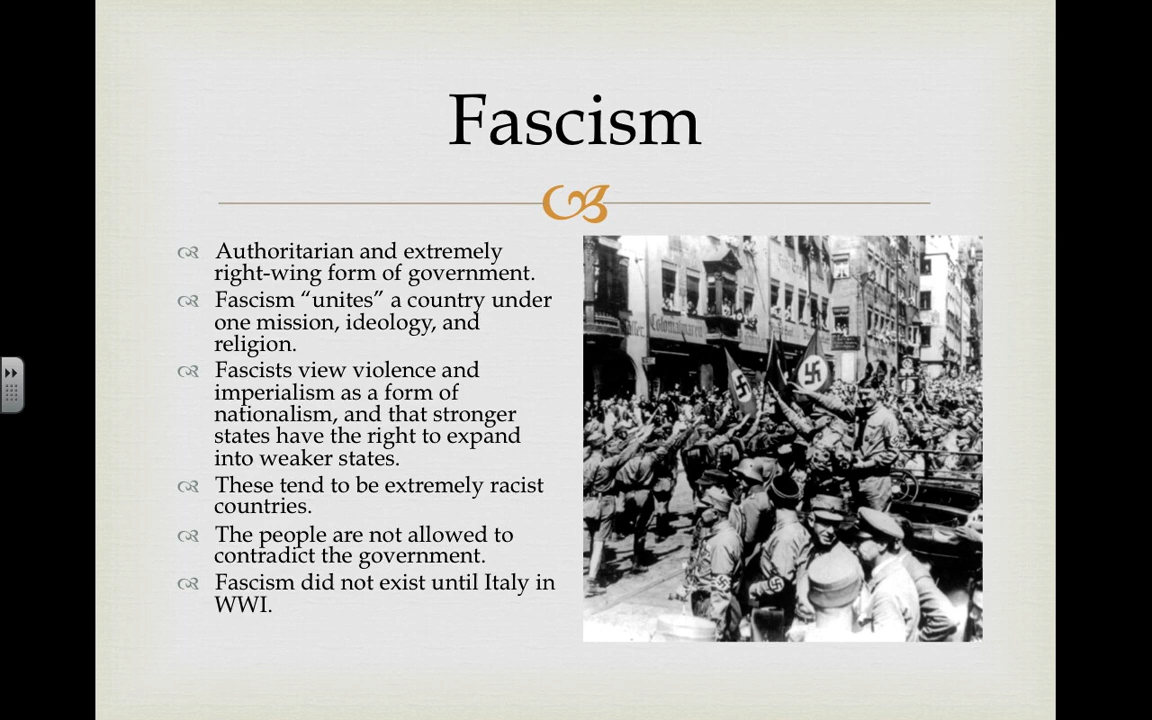 Fascism
Authoritarian and extremely
right-wing form of government.
Fascism “unites” a country under
one mission, ideology, and
religion.
Fascists view violence and
imperialism as a form of
nationalism, and that stronger
states have the right to expand
into weaker states.
These tend to be extremely racist
countries.
The people are not allowed to
contradict the government.
Fascism did not exist until Italy in
WWI.